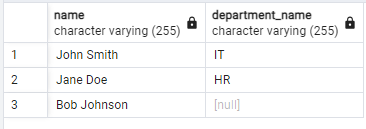 name department_name
character varying (255) character varying (255)
1 John Smith IT
2 Jane Doe HR
3 Bob Johnson [null]